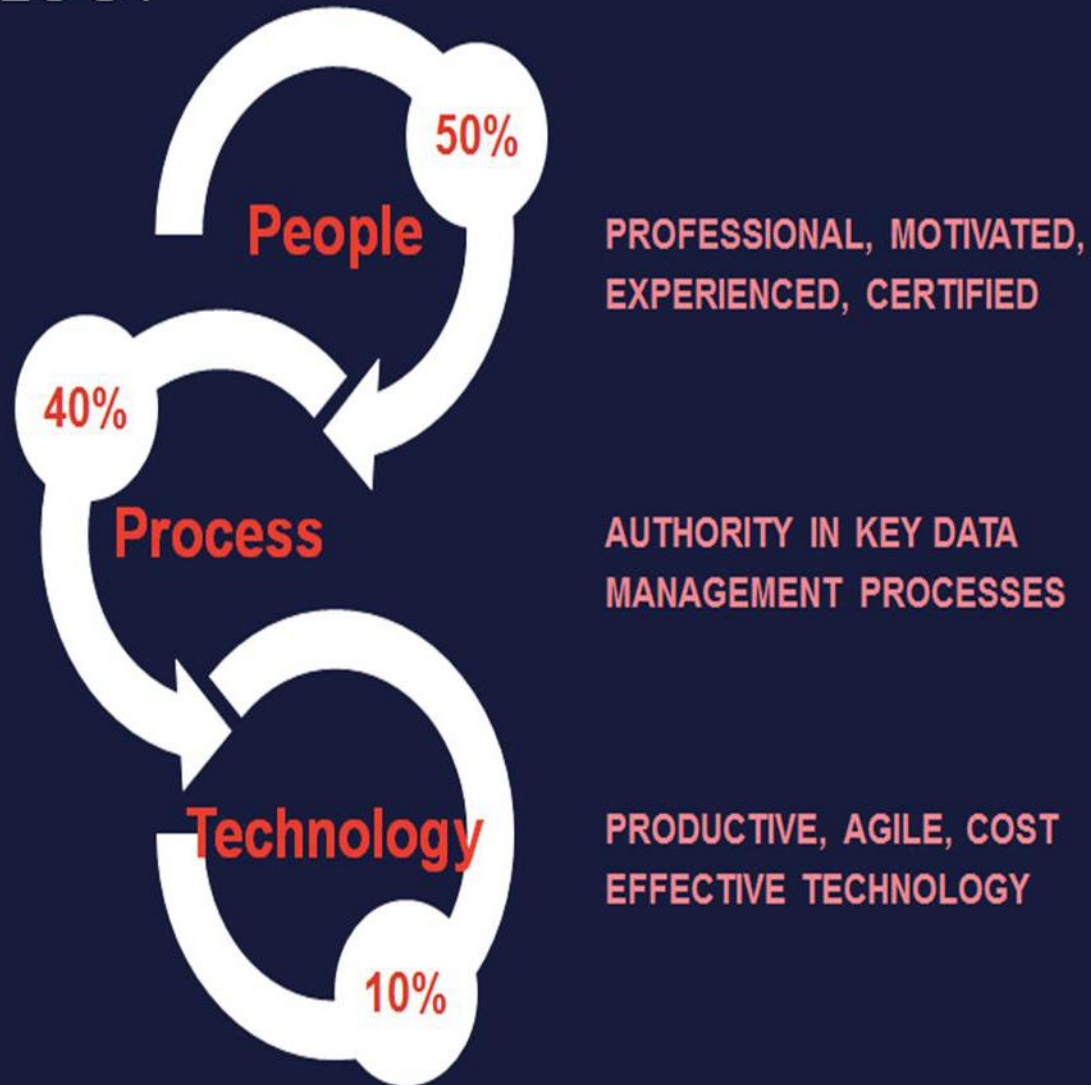 50%
People
PROFESSIONAL, MOTIVATED,
EXPERIENCED, CERTIFIED
40%
Process
AUTHORITY IN KEY DATA
MANAGEMENT PROCESSES
Technology
PRODUCTIVE, AGILE, COST
EFFECTIVE TECHNOLOGY
10%